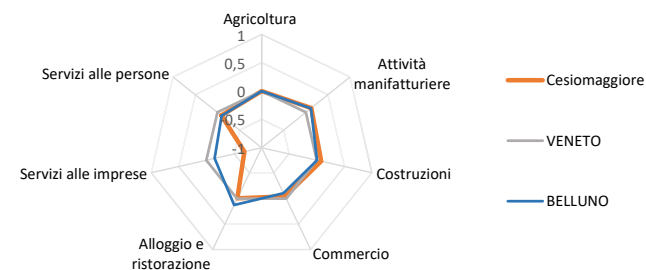 Agricoltura
1
0,5
0
0,5
-1
Attività
manifatturiere
Costruzioni
Commercio
Alloggio e
ristorazione
Servizi alle imprese
Servizi alle persone
Cesiomaggiore
VENETO
BELLUNO